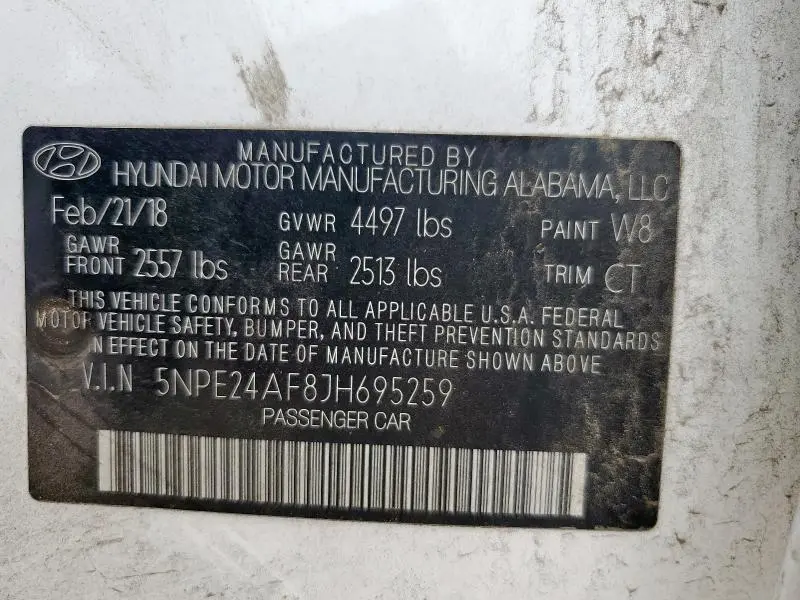 MANUFACTURED BY
HYUNDAI MOTOR MANUFACTURING ALABAMA, LLC
Feb/21/18 GVWR 4497 lbs PAINT W8
GAWR FRONT 2557 lbs GAWR REAR 2513 lbs TRIM CT
THIS VEHICLE CONFORMS TO ALL APPLICABLE U.S.A. FEDERAL
MOTOR VEHICLE SAFETY, BUMPER, AND THEFT PREVENTION STANDARDS
IN EFFECT ON THE DATE OF MANUFACTURE SHOWN ABOVE
V.I.N 5NPE24AF8JH695259
PASSENGER CAR